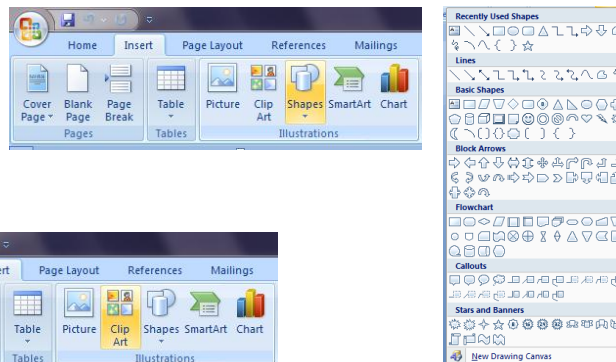 Home Insert Page Layout References Mailings
Cover Page Blank Page Page Break Table Picture Clip Art Shapes SmartArt Chart
Pages Tables Illustrations
Recently Used Shapes
Lines
Basic Shapes
Block Arrows
Flowchart
Callouts
Stars and Banners
New Drawing Canvas
ert Page Layout References Mailings
Table Picture Clip Art Shapes SmartArt Chart
Tables Illustrations